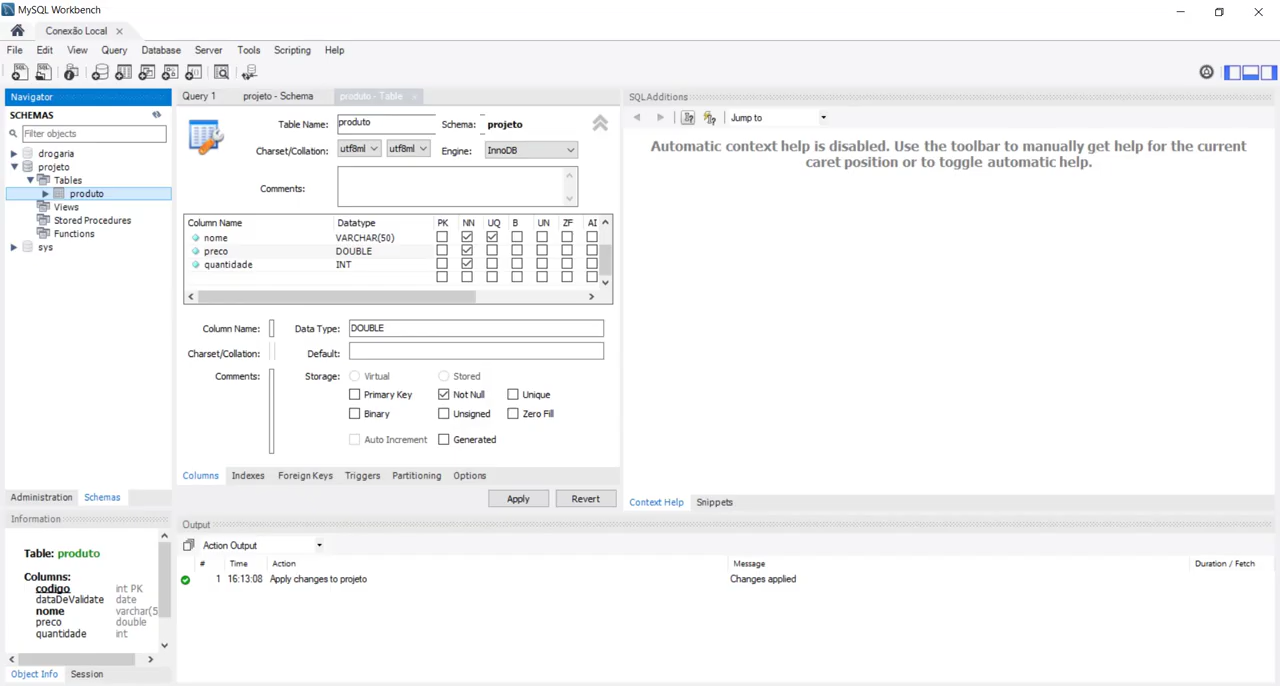 MySQL Workbench
Conexão Local
File Edit View Query Database Server Tools Scripting Help
Navigator
SCHEMAS
Filter objects
drogaria
projeto
Tables
produto
Views
Stored Procedures
Functions
sys
Administration Schemas
Information
Table: produto
Columns:
codigo int PK
dataDeValidate date
nome varchar(5
preco double
quantidade int
Object Info Session
Query 1 projeto - Schema produto - Table
Table Name: produto Schema: projeto
Charset/Collation: utf8ml utf8ml Engine: InnoDB
Comments:
Column Name Datatype PK NN UQ B UN ZF AI
nome VARCHAR(50)
preco DOUBLE
quantidade INT
Column Name: Data Type: DOUBLE
Charset/Collation: Default:
Comments: Storage: Virtual Stored
Primary Key Not Null Unique
Binary Unsigned Zero Fill
Auto Increment Generated
Columns Indexes Foreign Keys Triggers Partitioning Options
Apply Revert
SQLAdditions
Jump to
Automatic context help is disabled. Use the toolbar to manually get help for the current
caret position or to toggle automatic help.
Context Help Snippets
Output
Action Output
# Time Action Message Duration / Fetch
1 16:13:08 Apply changes to projeto Changes applied